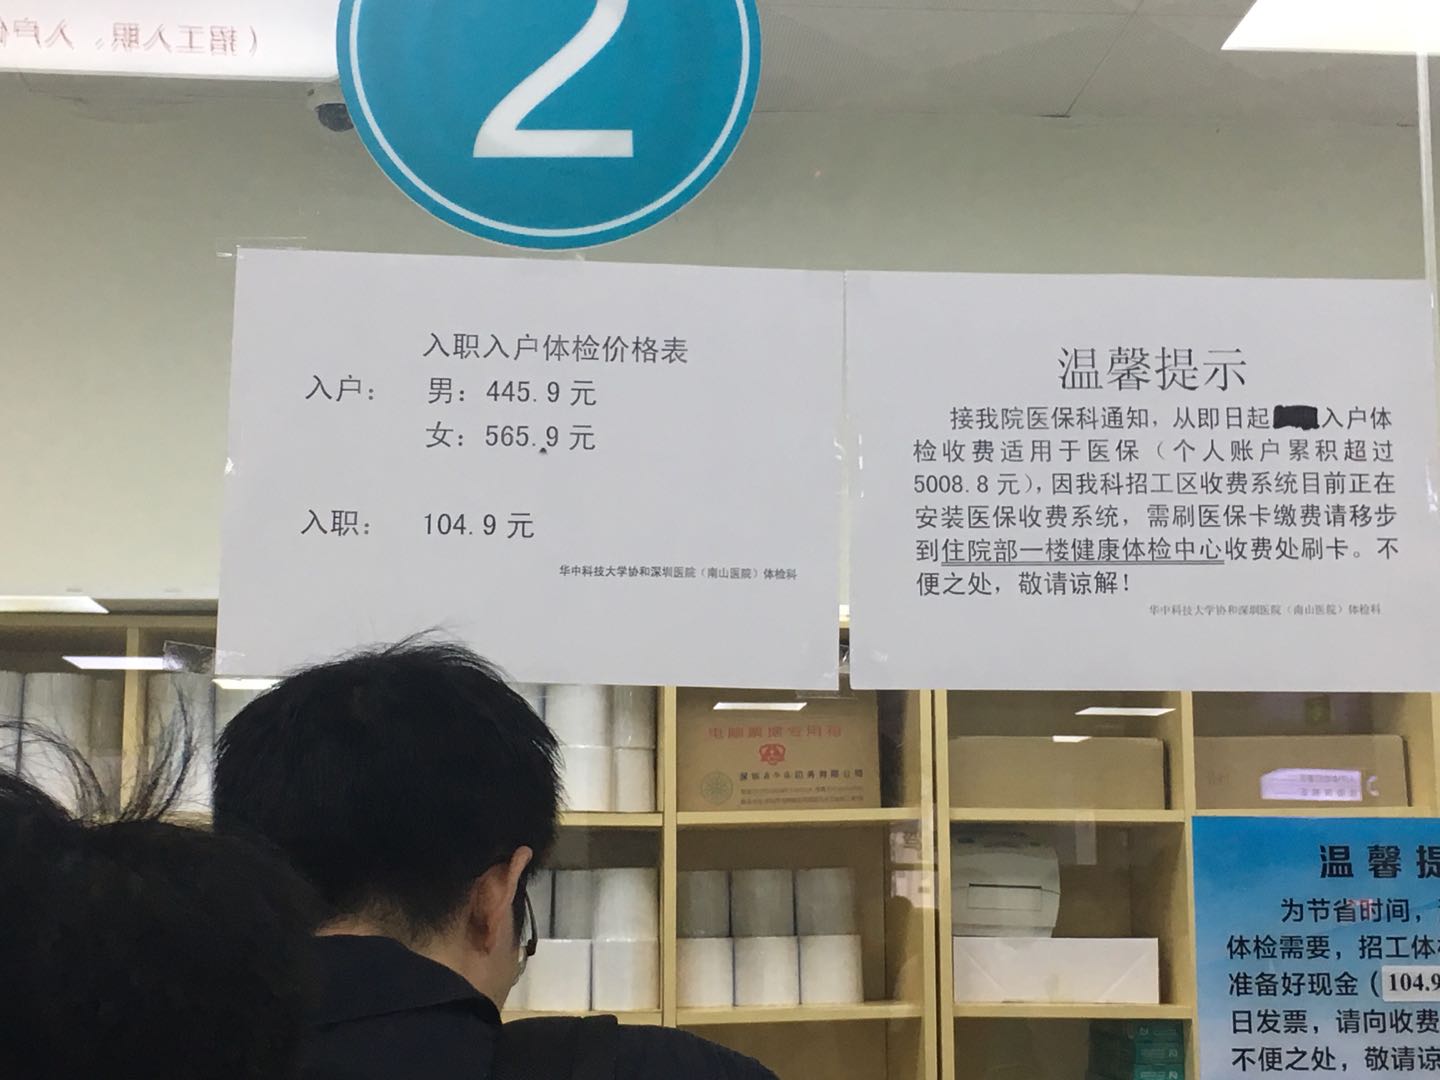 2
入职入户体检价格表
入户： 男：445.9 元
女：565.9 元
入职： 104.9 元
华中科技大学协和深圳医院（南山医院）体检科
温馨提示
接我院医保科通知，从即日起入户体
检收费适用于医保（个人账户累积超过
5008.8 元），因我科招工区收费系统目前正在
安装医保收费系统，需刷医保卡缴费请移步
到住院部一楼健康体检中心收费处刷卡。不
便之处，敬请谅解！
华中科技大学协和深圳医院（南山医院）体检科
电脑票据专用箱
温馨提
为节省时间，
体检需要，招工体
准备好现金（104.9
日发票，请向收费
不便之处，敬请谅